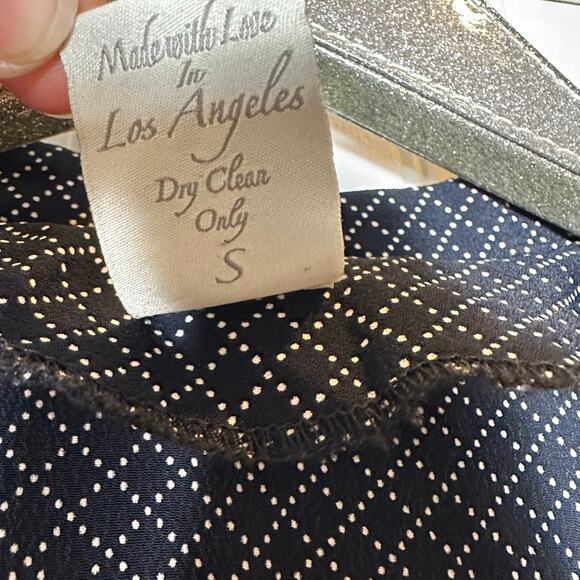 Made with Love
In
Los Angeles
Dry Clean
Only
S